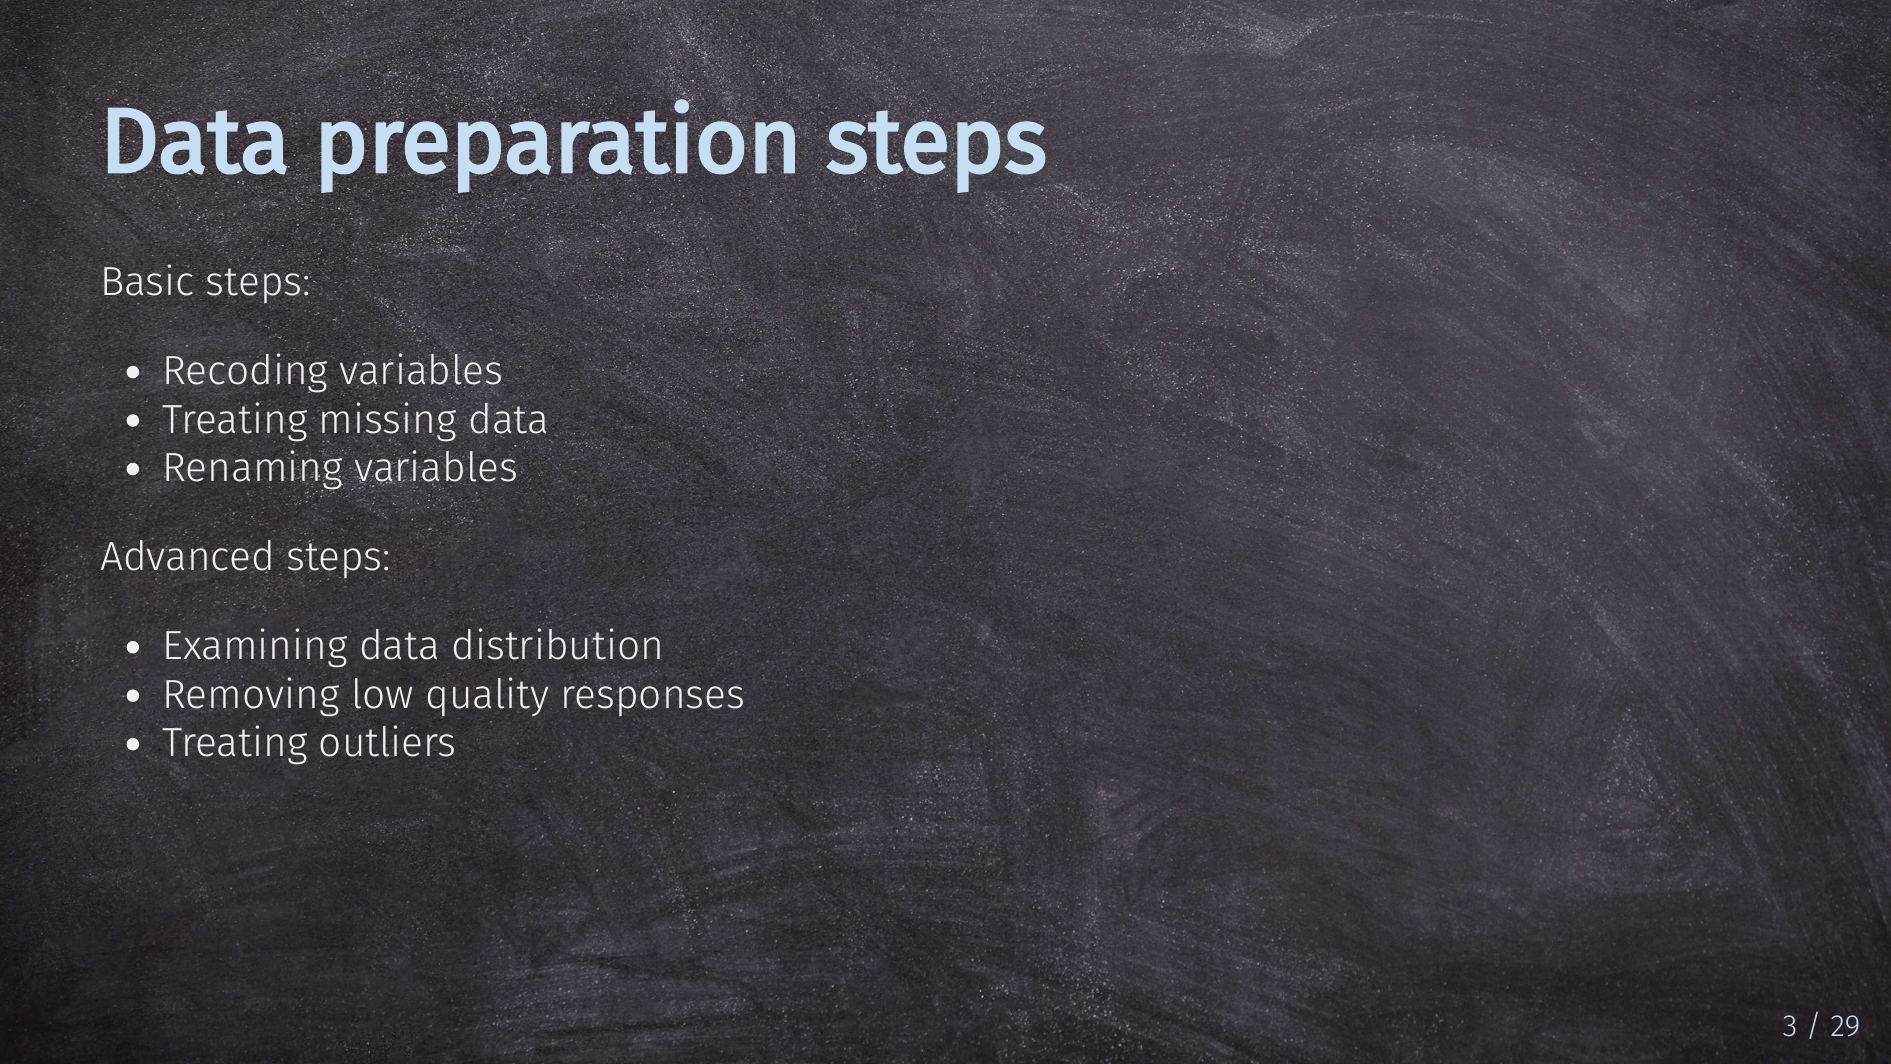 Data preparation steps
Basic steps:
• Recoding variables
• Treating missing data
• Renaming variables
Advanced steps:
• Examining data distribution
• Removing low quality responses
• Treating outliers
3 / 29